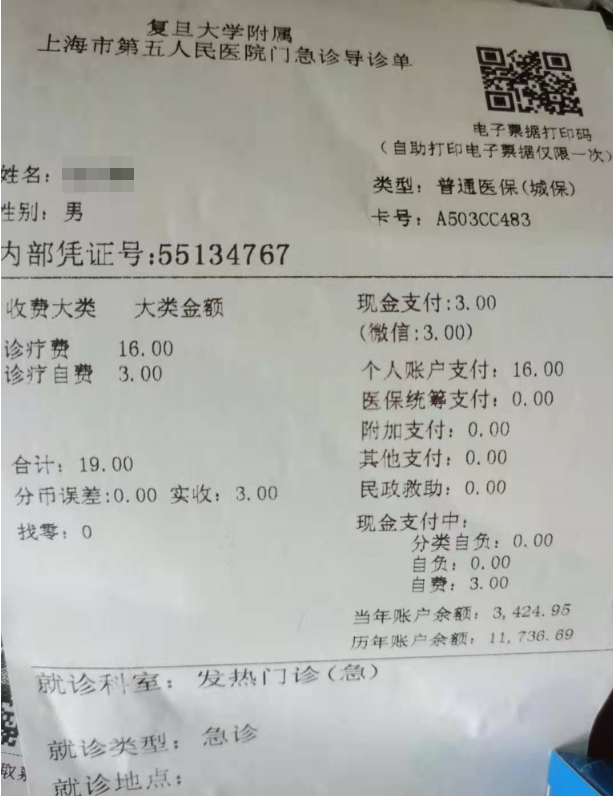 复旦大学附属
上海市第五人民医院门急诊导诊单
电子票据打印码
(自助打印电子票据仅限一次)
姓名:
类型: 普通医保(城保)
性别: 男
卡号: A503CC483
内部凭证号:55134767
收费大类 大类金额
诊疗费 16.00
诊疗自费 3.00
合计: 19.00
分币误差:0.00 实收: 3.00
找零: 0
现金支付:3.00
(微信:3.00)
个人账户支付: 16.00
医保统筹支付: 0.00
附加支付: 0.00
其他支付: 0.00
民政救助: 0.00
现金支付中:
分类自负: 0.00
自负: 0.00
自费: 3.00
当年账户余额: 3,424.95
历年账户余额: 11,736.69
就诊科室: 发热门诊(急)
就诊类型: 急诊
就诊地点: